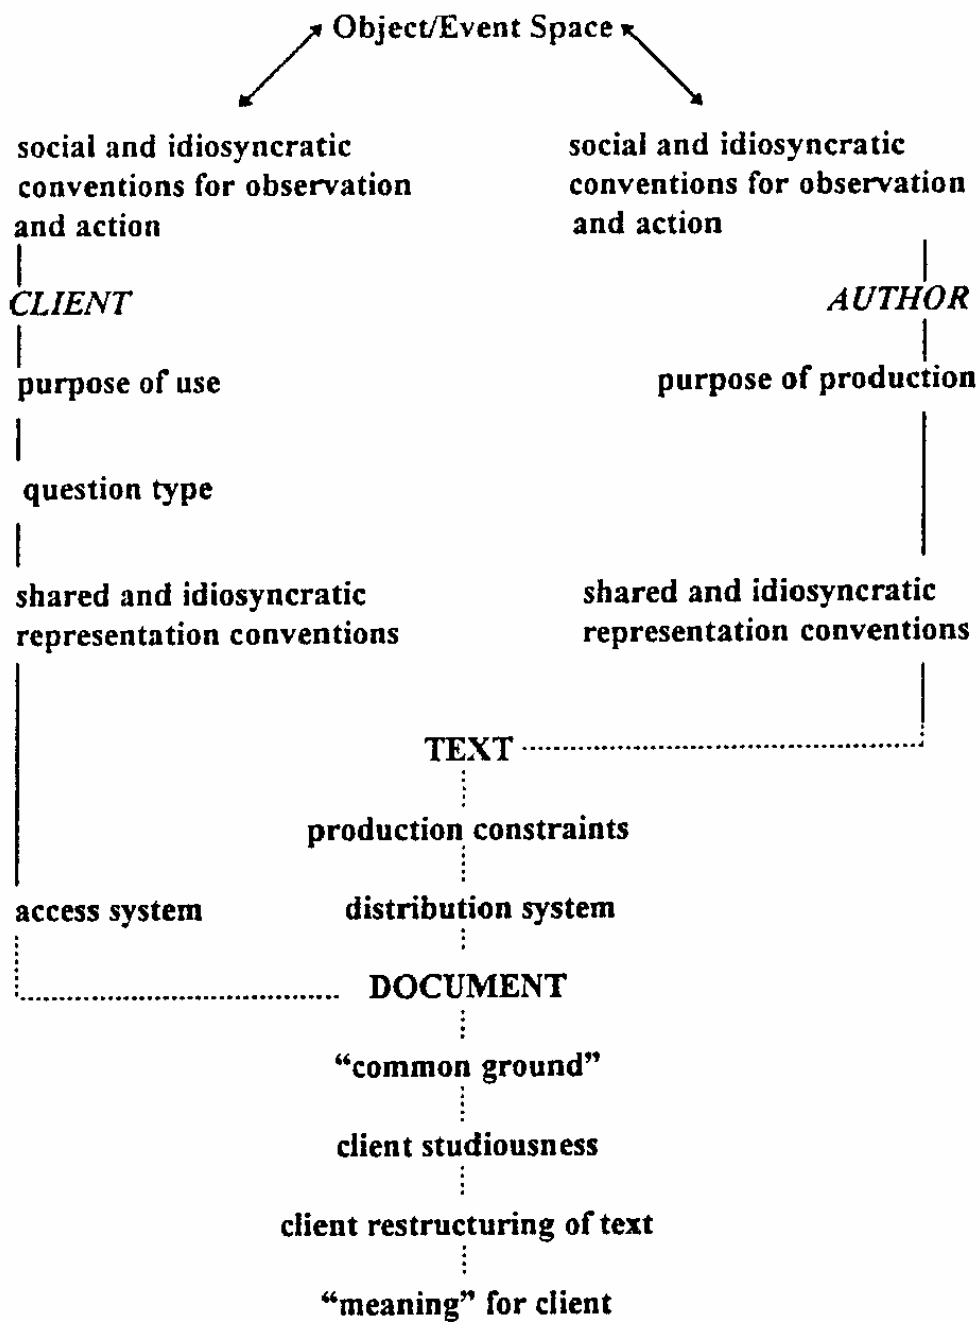 Object/Event Space
social and idiosyncratic
conventions for observation
and action
CLIENT
purpose of use
question type
shared and idiosyncratic
representation conventions
access system
social and idiosyncratic
conventions for observation
and action
AUTHOR
purpose of production
shared and idiosyncratic
representation conventions
TEXT
production constraints
distribution system
DOCUMENT
“common ground”
client studiousness
client restructuring of text
“meaning” for client